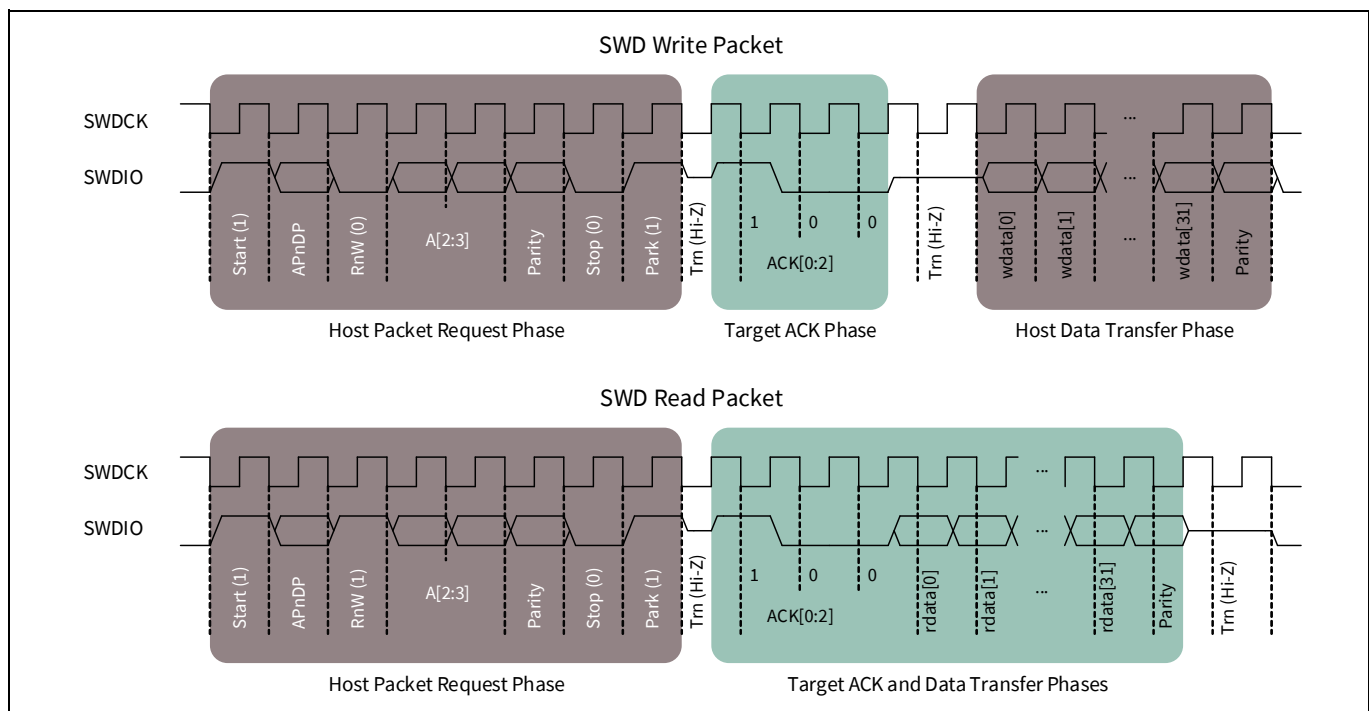 SWD Write Packet
SWDCK
...
SWDIO
...
Start (1)
APnDP
RnW (0)
A[2:3]
Parity
Stop (0)
Park (1)
Trn (Hi-Z)
1 0 0
ACK[0:2]
Trn (Hi-Z)
wdata[0]
wdata[1]
...
wdata[31]
Parity
Host Packet Request Phase
Target ACK Phase
Host Data Transfer Phase
SWD Read Packet
SWDCK
...
SWDIO
...
Start (1)
APnDP
RnW (1)
A[2:3]
Parity
Stop (0)
Park (1)
Trn (Hi-Z)
1 0 0
ACK[0:2]
rdata[0]
rdata[1]
...
rdata[31]
Parity
Trn (Hi-Z)
Host Packet Request Phase
Target ACK and Data Transfer Phases